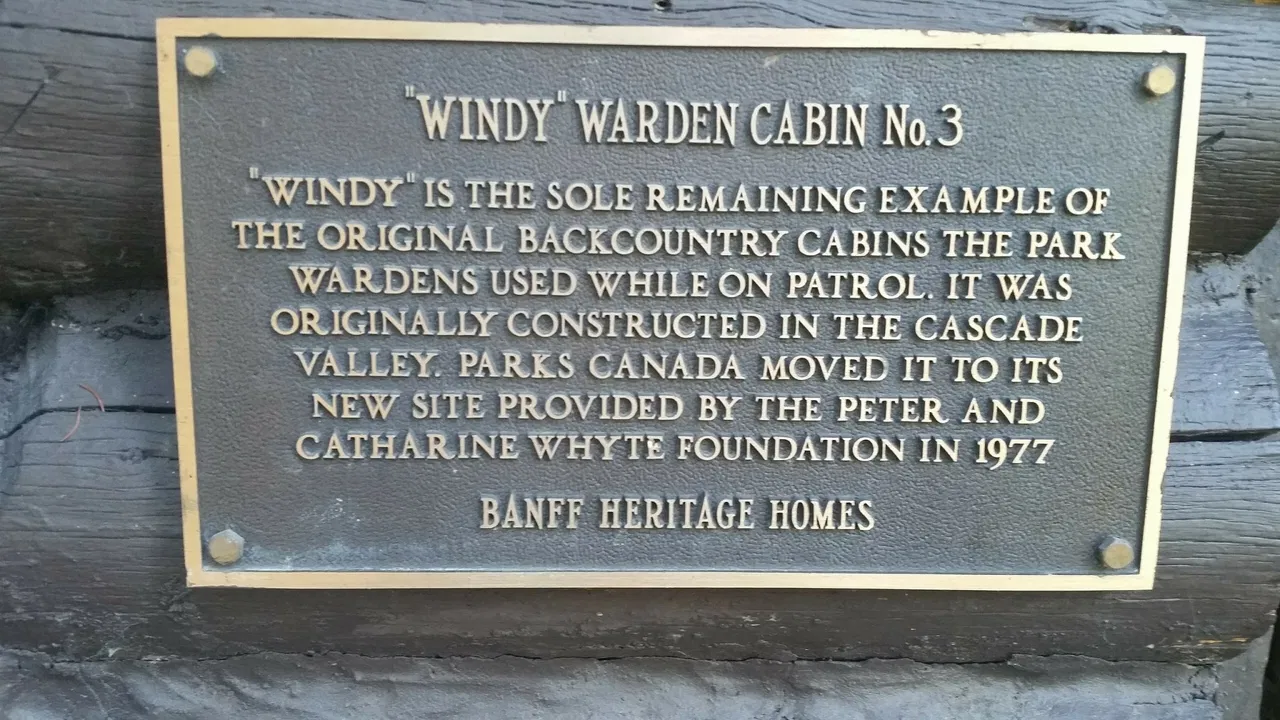 "WINDY" WARDEN CABIN No. 3
"WINDY" IS THE SOLE REMAINING EXAMPLE OF
THE ORIGINAL BACKCOUNTRY CABINS THE PARK
WARDENS USED WHILE ON PATROL. IT WAS
ORIGINALLY CONSTRUCTED IN THE CASCADE
VALLEY. PARKS CANADA MOVED IT TO ITS
NEW SITE PROVIDED BY THE PETER AND
CATHARINE WHYTE FOUNDATION IN 1977
BANFF HERITAGE HOMES